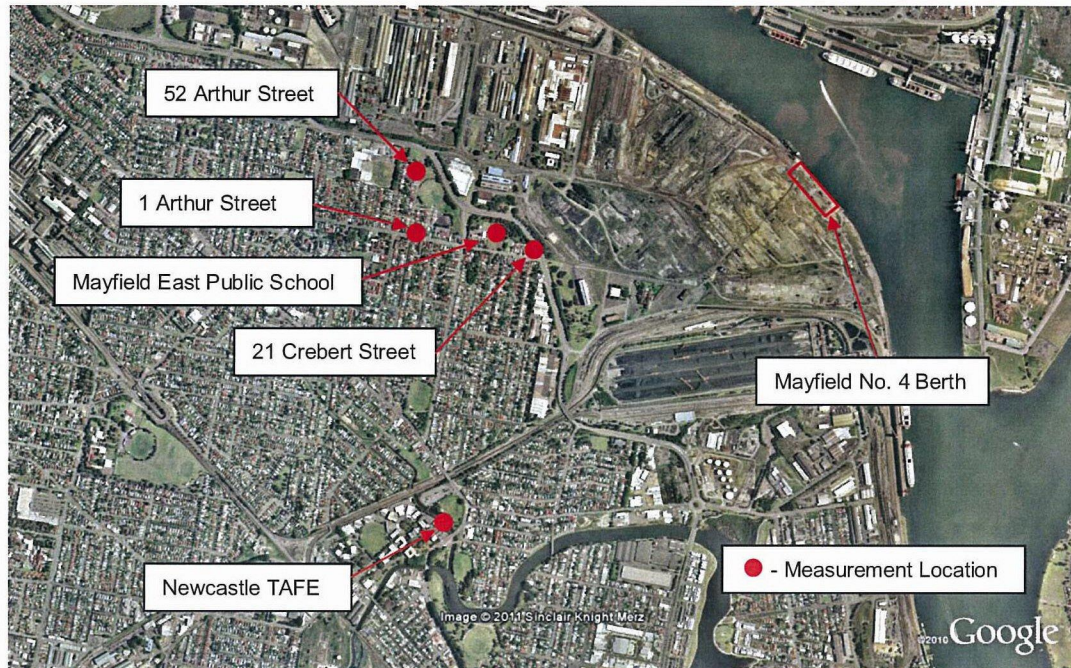 52 Arthur Street
1 Arthur Street
Mayfield East Public School
21 Crebert Street
Mayfield No. 4 Berth
Newcastle TAFE
- Measurement Location
Image © 2011 Sinclair Knight Merz
©2010 Google